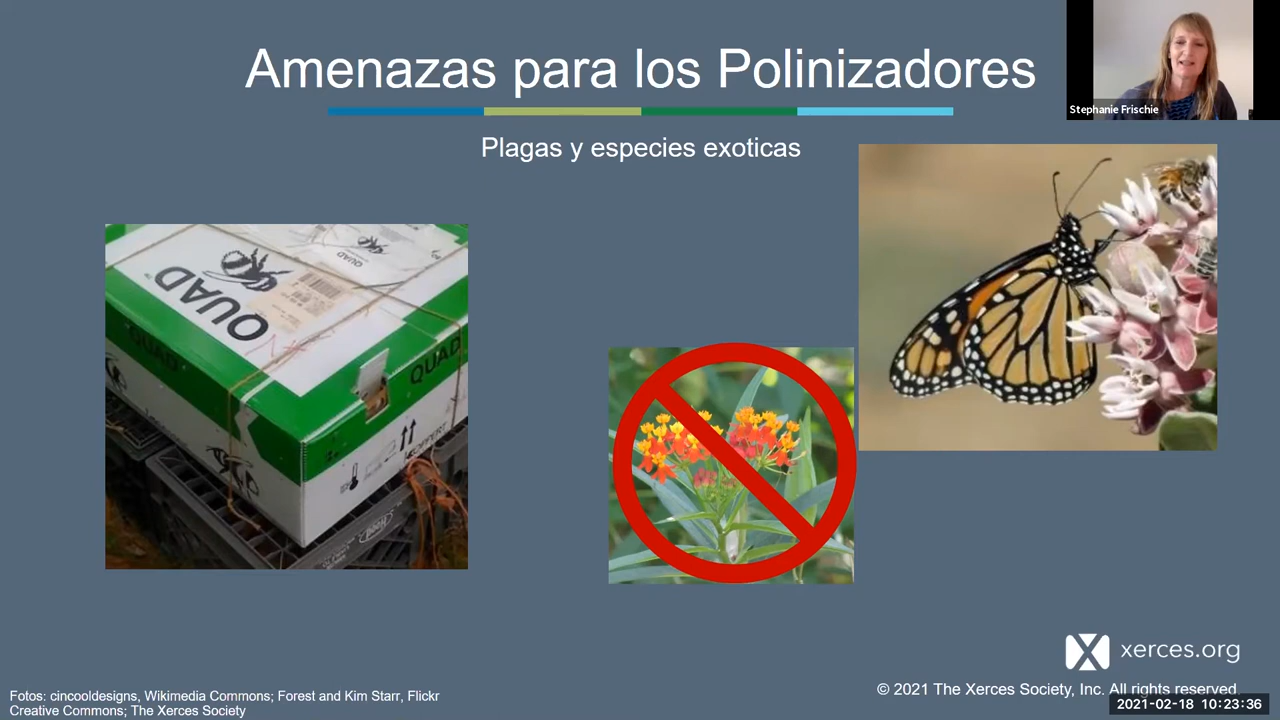 Amenazas para los Polinizadores
Stephanie Frischie
Plagas y especies exoticas
QUAD
QUAD
QUAD
QUAD
xerces.org
Fotos: cincooldesigns, Wikimedia Commons; Forest and Kim Starr, Flickr
Creative Commons; The Xerces Society
© 2021 The Xerces Society, Inc. All rights reserved
2021-02-18 10:23:36